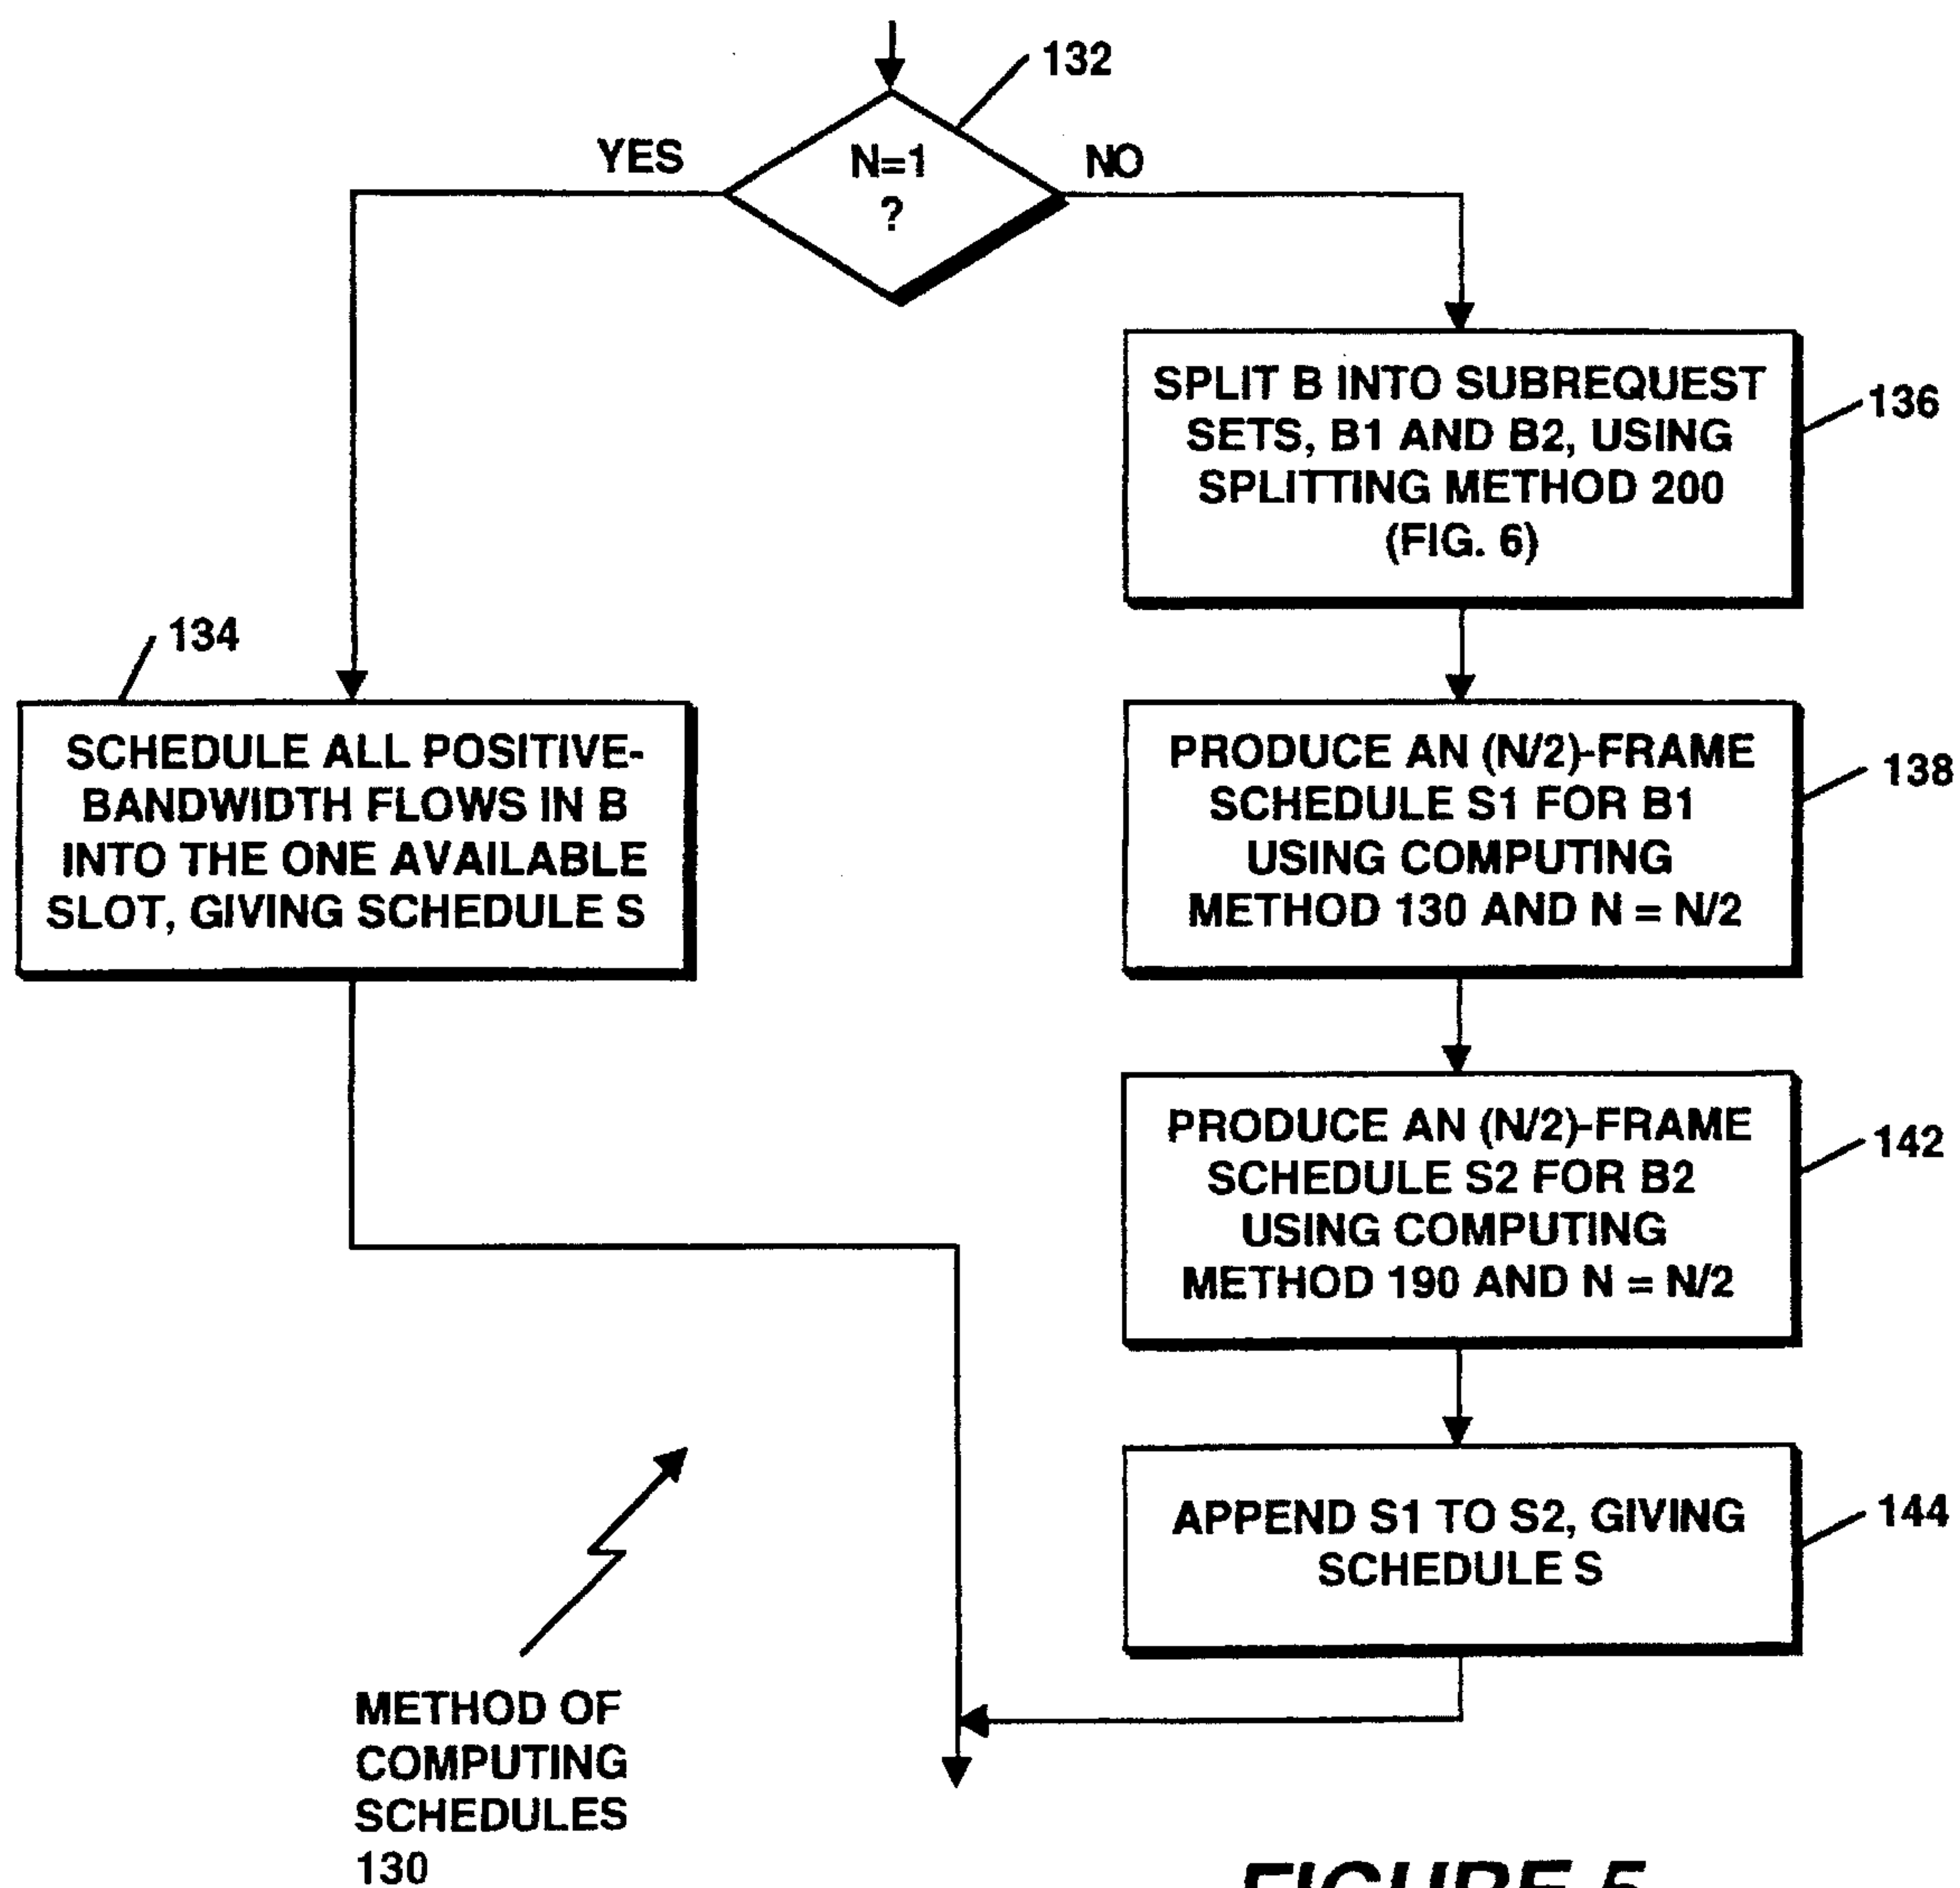 132
YES
N=1
?
NO
SPLIT B INTO SUBREQUEST
SETS, B1 AND B2, USING
SPLITTING METHOD 200
(FIG. 6)
136
134
SCHEDULE ALL POSITIVE-
BANDWIDTH FLOWS IN B
INTO THE ONE AVAILABLE
SLOT, GIVING SCHEDULE S
PRODUCE AN (N/2)-FRAME
SCHEDULE S1 FOR B1
USING COMPUTING
METHOD 130 AND N = N/2
138
PRODUCE AN (N/2)-FRAME
SCHEDULE S2 FOR B2
USING COMPUTING
METHOD 190 AND N = N/2
142
APPEND S1 TO S2, GIVING
SCHEDULE S
144
METHOD OF
COMPUTING
SCHEDULES
130
FIGURE 5